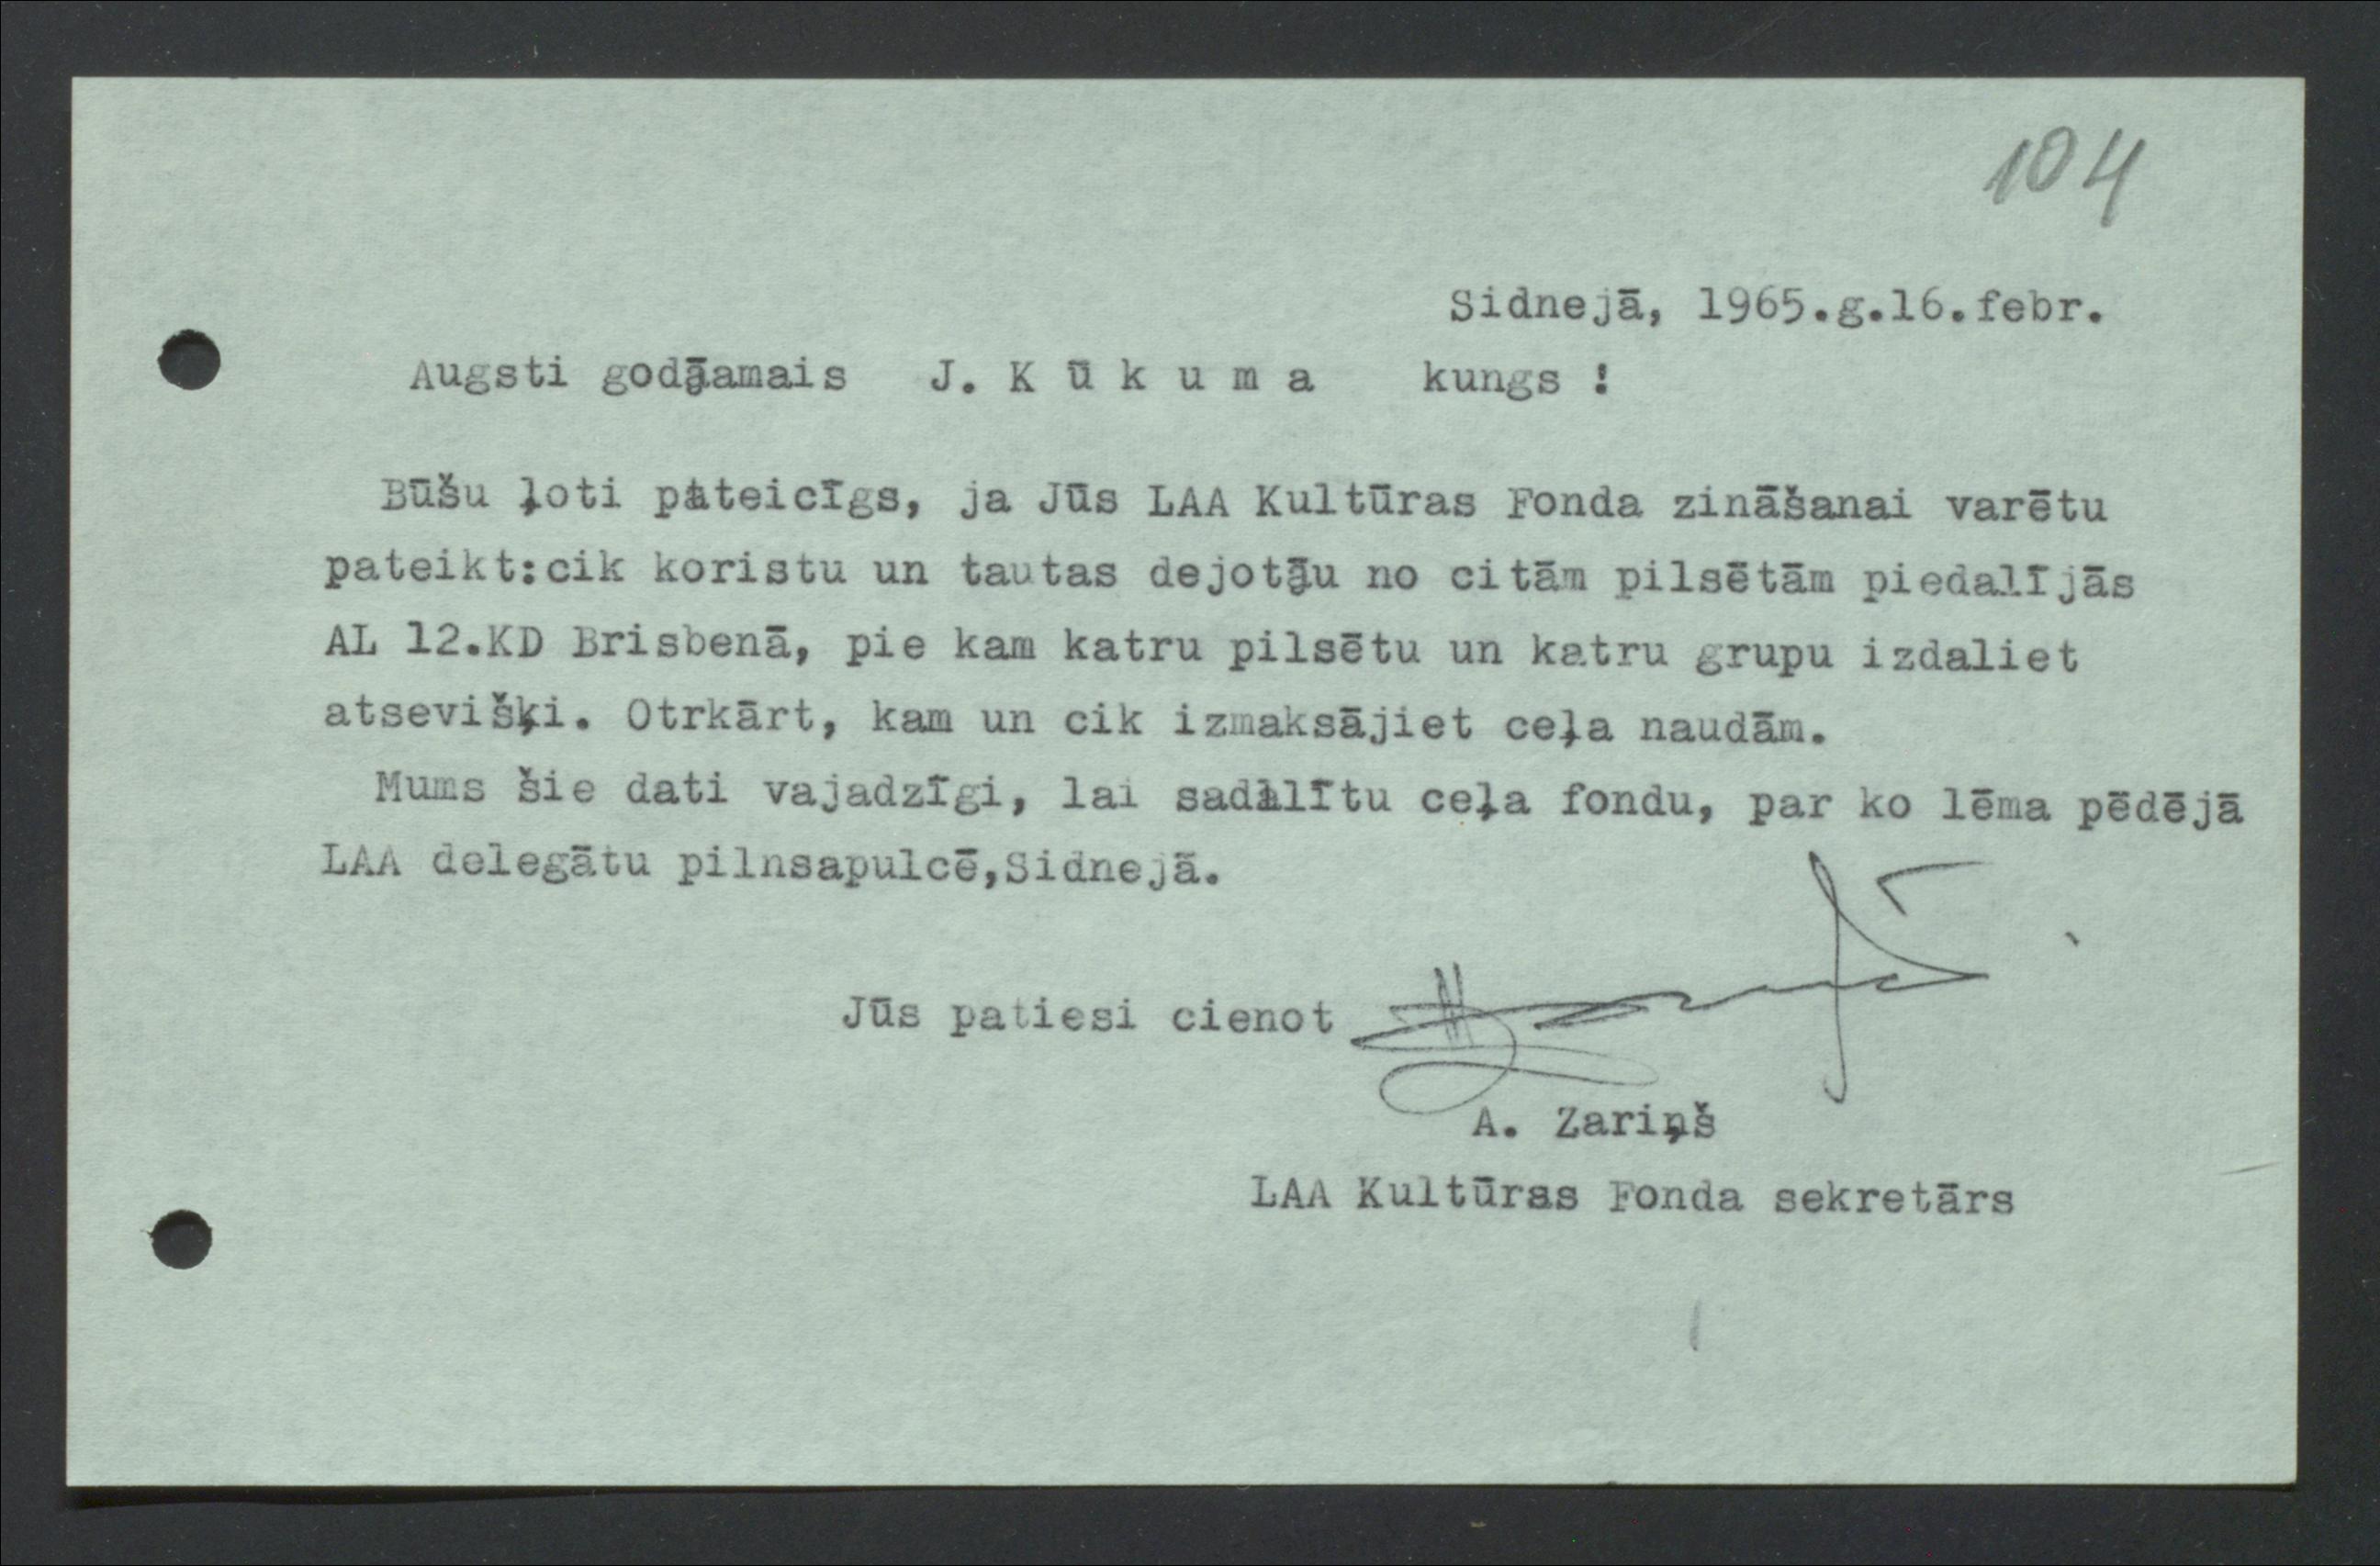 104
Sidnejā, 1965.g.16.febr.
Augsti godājamais J. K ū k u m a kungs !
Būšu ļoti pateicīgs, ja Jūs LAA Kultūras Fonda zināšanai varētu
pateikt:cik koristu un tautas dejotāju no citām pilsētām piedalījās
AL 12.KD Brisbenā, pie kam katru pilsētu un katru grupu izdaliet
atsevišķi. Otrkārt, kam un cik izmaksājiet ceļa naudām.
Mums šie dati vajadzīgi, lai sadalītu ceļa fondu, par ko lēma pēdējā
LAA delegātu pilnsapulcē,Sidnejā.
Jūs patiesi cienot
A. Zariņš
LAA Kultūras Fonda sekretārs